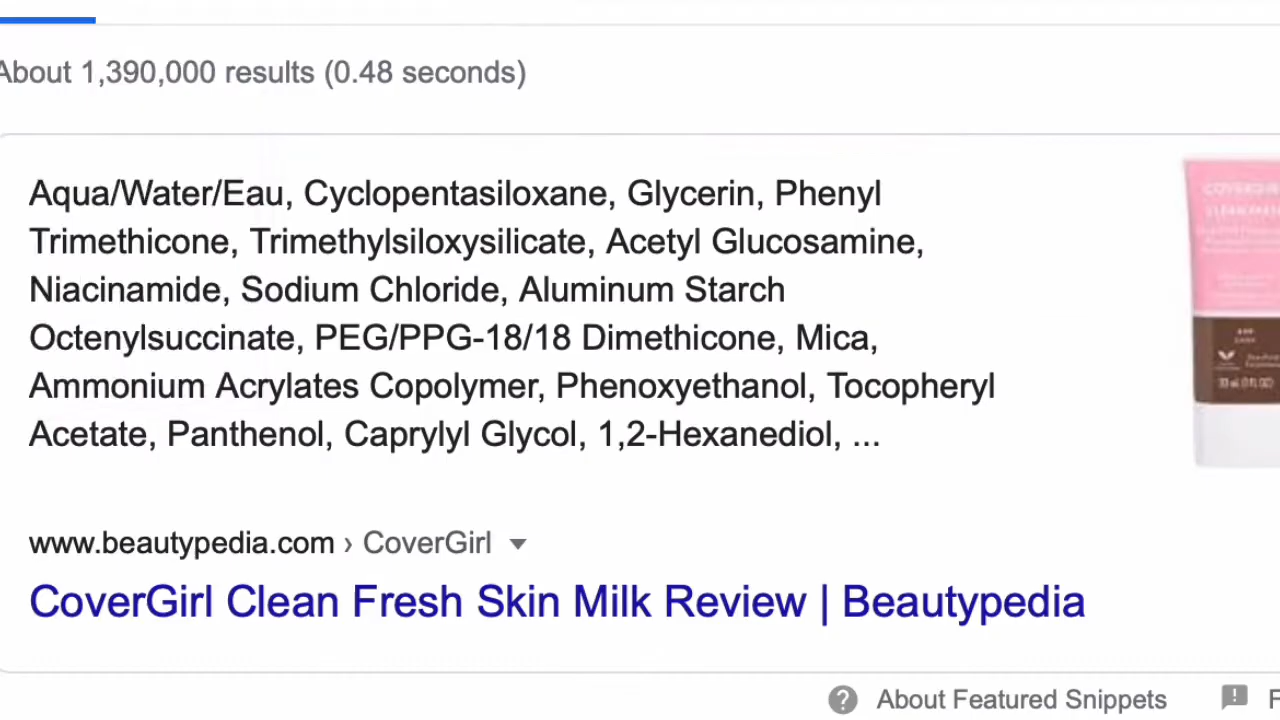 About 1,390,000 results (0.48 seconds)
Aqua/Water/Eau, Cyclopentasiloxane, Glycerin, Phenyl
Trimethicone, Trimethylsiloxysilicate, Acetyl Glucosamine,
Niacinamide, Sodium Chloride, Aluminum Starch
Octenylsuccinate, PEG/PPG-18/18 Dimethicone, Mica,
Ammonium Acrylates Copolymer, Phenoxyethanol, Tocopheryl
Acetate, Panthenol, Caprylyl Glycol, 1,2-Hexanediol, ...
www.beautypedia.com › CoverGirl
CoverGirl Clean Fresh Skin Milk Review | Beautypedia
About Featured Snippets